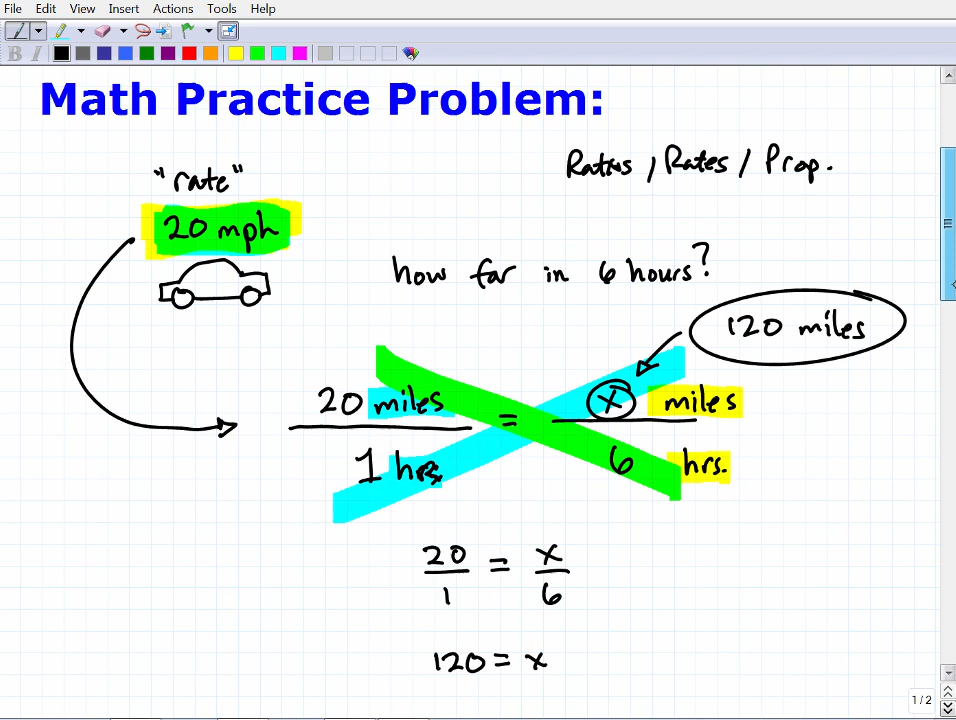 File Edit View Insert Actions Tools Help
B I
Math Practice Problem:
Ratios / Rates / Prop.
"rate"
20 mph
how far in 6 hours?
120 miles
20 miles = x miles
1 hrs. 6 hrs.
20 = x
1 6
120 = x
1 / 2